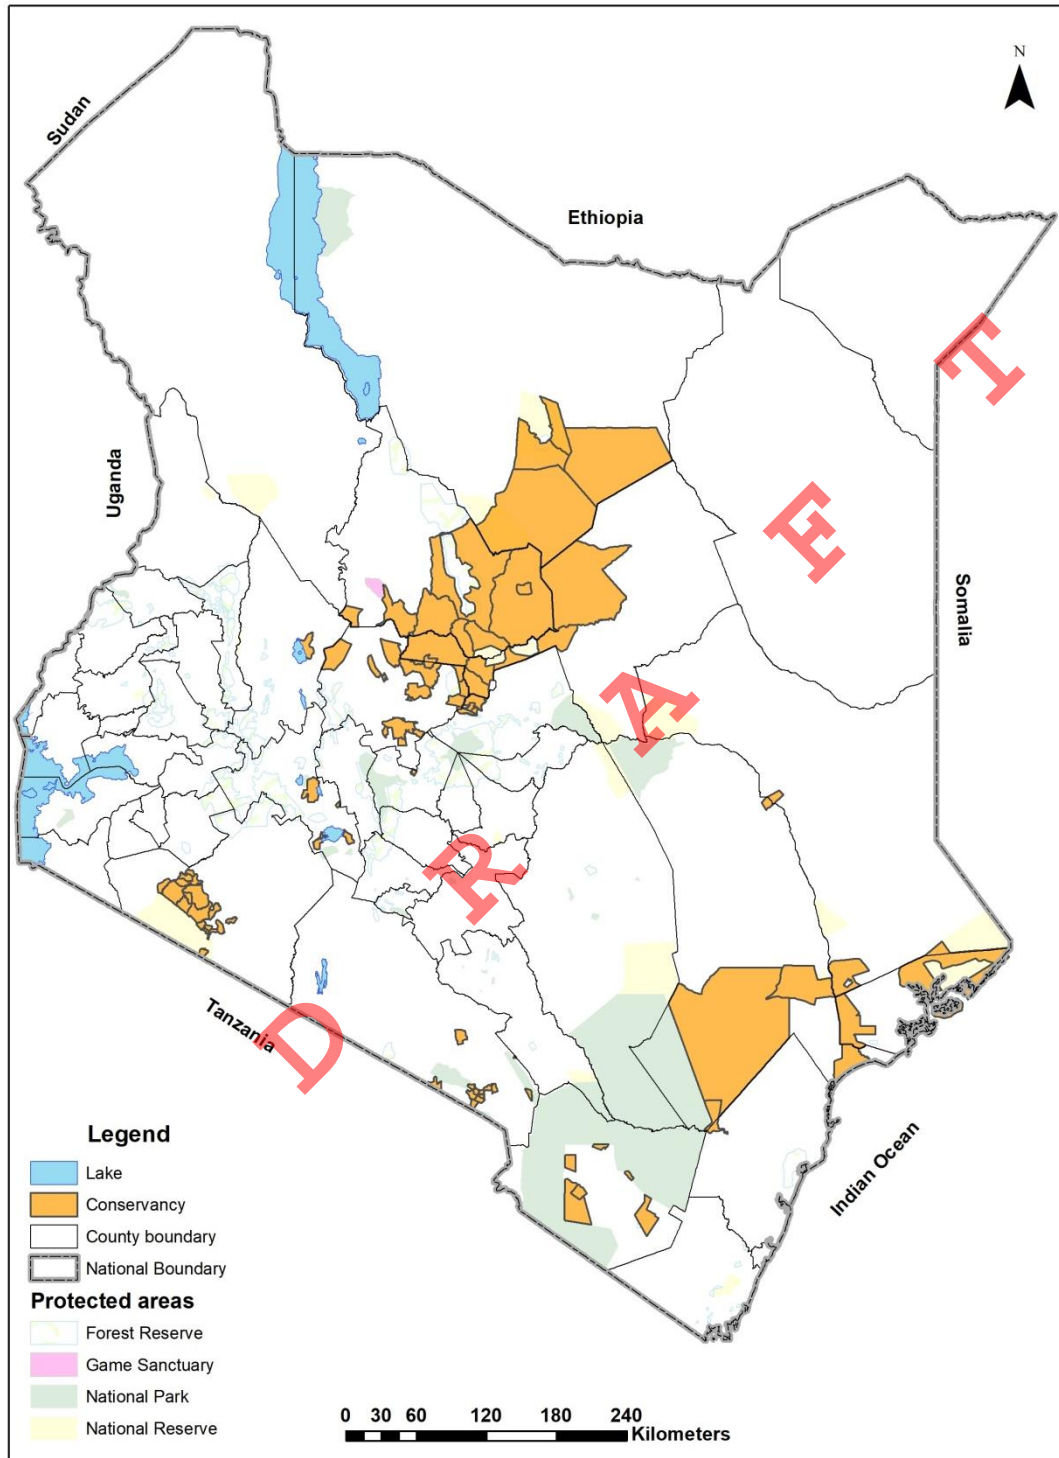 N
Sudan
Ethiopia
Uganda
Somalia
Tanzania
Indian Ocean
DRAFT
Legend
Lake
Conservancy
County boundary
National Boundary
Protected areas
Forest Reserve
Game Sanctuary
National Park
National Reserve
0 30 60 120 180 240
Kilometers